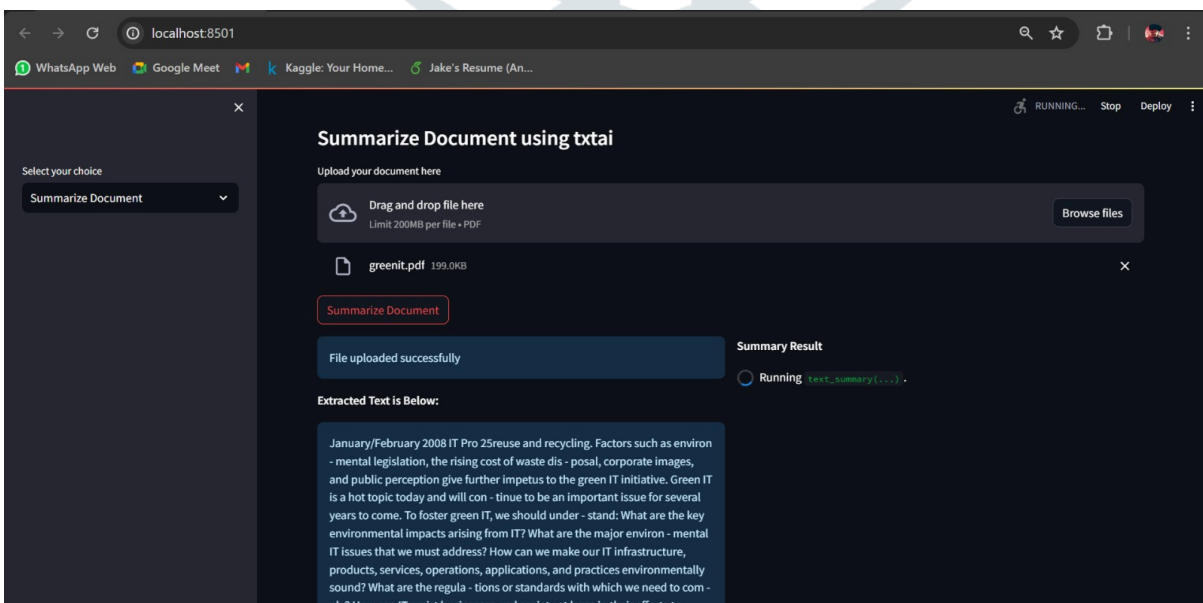 localhost:8501
WhatsApp Web Google Meet Kaggle: Your Home... Jake's Resume (An...
RUNNING... Stop Deploy
Select your choice
Summarize Document
Summarize Document using txtai
Upload your document here
Drag and drop file here
Limit 200MB per file • PDF
Browse files
greenit.pdf 199.0KB
Summarize Document
File uploaded successfully
Extracted Text is Below:
January/February 2008 IT Pro 25reuse and recycling. Factors such as environ
- mental legislation, the rising cost of waste dis - posal, corporate images,
and public perception give further impetus to the green IT initiative. Green IT
is a hot topic today and will con - tinue to be an important issue for several
years to come. To foster green IT, we should under - stand: What are the key
environmental impacts arising from IT? What are the major environ - mental
IT issues that we must address? How can we make our IT infrastructure,
products, services, operations, applications, and practices environmentally
sound? What are the regula - tions or standards with which we need to com -
Summary Result
Running text_summary(...) .